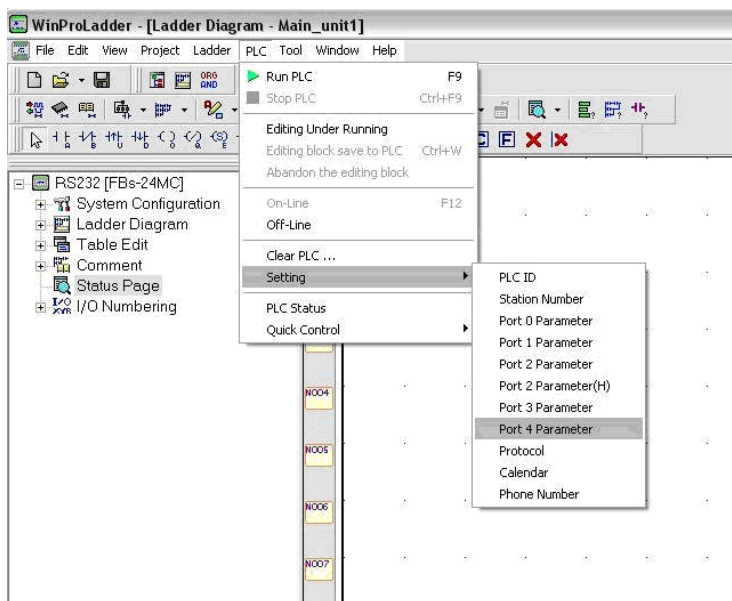 WinProLadder - [Ladder Diagram - Main_unit1]
File Edit View Project Ladder PLC Tool Window Help
ORG
AND
Run PLC F9
Stop PLC Ctrl+F9
Editing Under Running
Editing block save to PLC Ctrl+W
Abandon the editing block
On-Line F12
Off-Line
Clear PLC ...
Setting
PLC Status
Quick Control
PLC ID
Station Number
Port 0 Parameter
Port 1 Parameter
Port 2 Parameter
Port 2 Parameter(H)
Port 3 Parameter
Port 4 Parameter
Protocol
Calendar
Phone Number
RS232 [FBs-24MC]
System Configuration
Ladder Diagram
Table Edit
Comment
Status Page
I/O Numbering
N004
N005
N006
N007